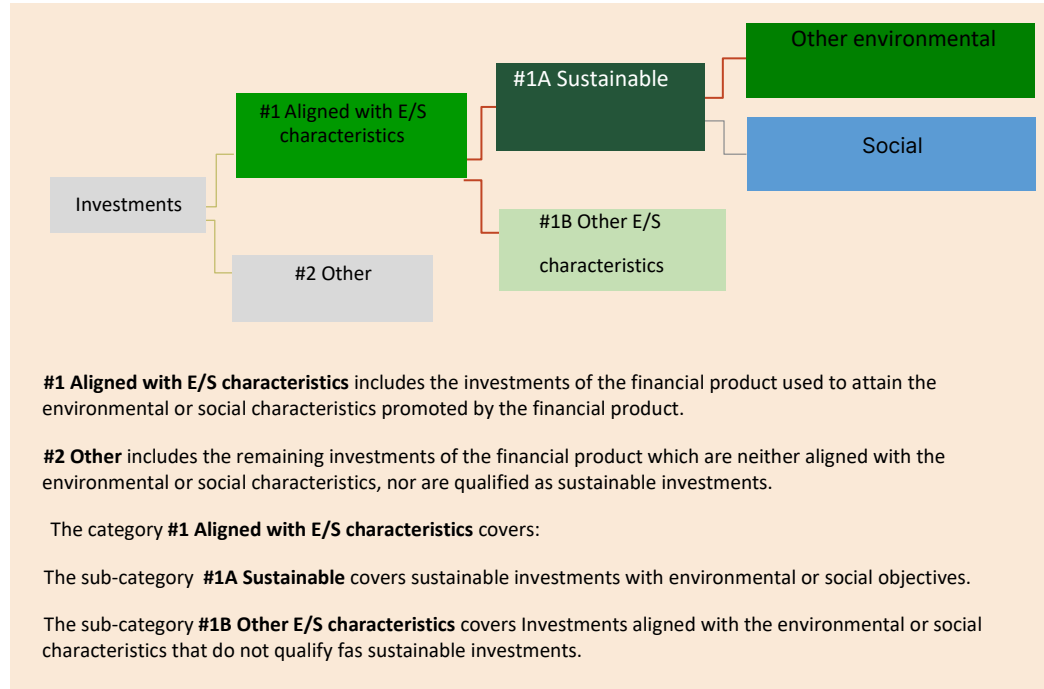 Other environmental
#1A Sustainable
#1 Aligned with E/S
characteristics
Social
Investments
#1B Other E/S
characteristics
#2 Other
#1 Aligned with E/S characteristics includes the investments of the financial product used to attain the
environmental or social characteristics promoted by the financial product.
#2 Other includes the remaining investments of the financial product which are neither aligned with the
environmental or social characteristics, nor are qualified as sustainable investments.
The category #1 Aligned with E/S characteristics covers:
The sub-category #1A Sustainable covers sustainable investments with environmental or social objectives.
The sub-category #1B Other E/S characteristics covers Investments aligned with the environmental or social
characteristics that do not qualify fas sustainable investments.